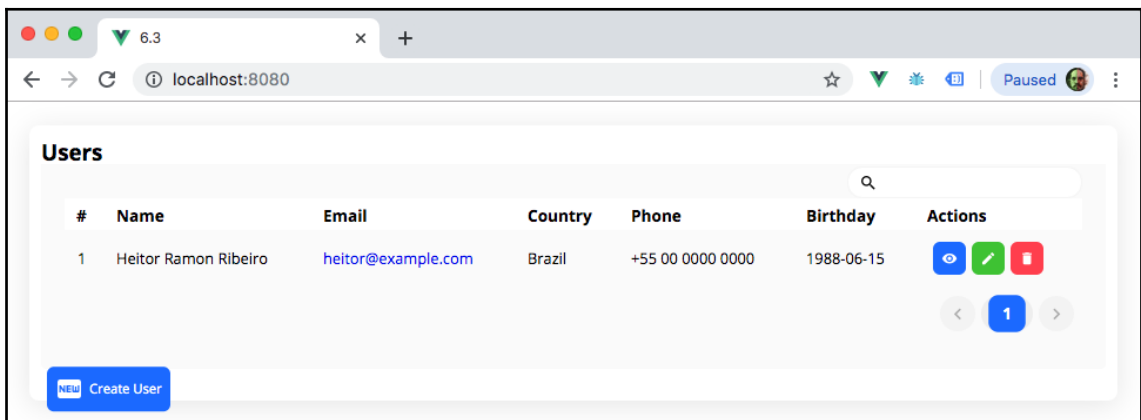 6.3
localhost:8080
Paused
Users
# Name Email Country Phone Birthday Actions
1 Heitor Ramon Ribeiro heitor@example.com Brazil +55 00 0000 0000 1988-06-15
1
NEW Create User